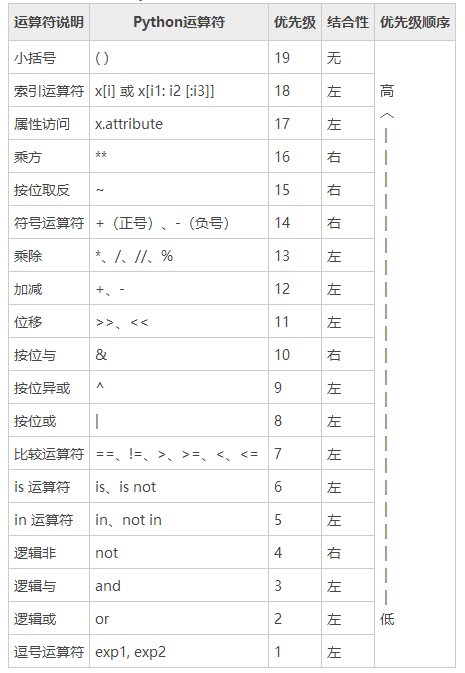 运算符说明 Python运算符 优先级 结合性 优先级顺序
小括号 ( ) 19 无
索引运算符 x[i] 或 x[i1: i2 [:i3]] 18 左 高
属性访问 x.attribute 17 左
乘方 ** 16 右
按位取反 ~ 15 右
符号运算符 +（正号）、-（负号） 14 右
乘除 *、/、//、% 13 左
加减 +、- 12 左
位移 >>、<< 11 左
按位与 & 10 右
按位异或 ^ 9 左
按位或 | 8 左
比较运算符 ==、!=、>、>=、<、<= 7 左
is 运算符 is、is not 6 左
in 运算符 in、not in 5 左
逻辑非 not 4 右
逻辑与 and 3 左
逻辑或 or 2 左 低
逗号运算符 exp1, exp2 1 左